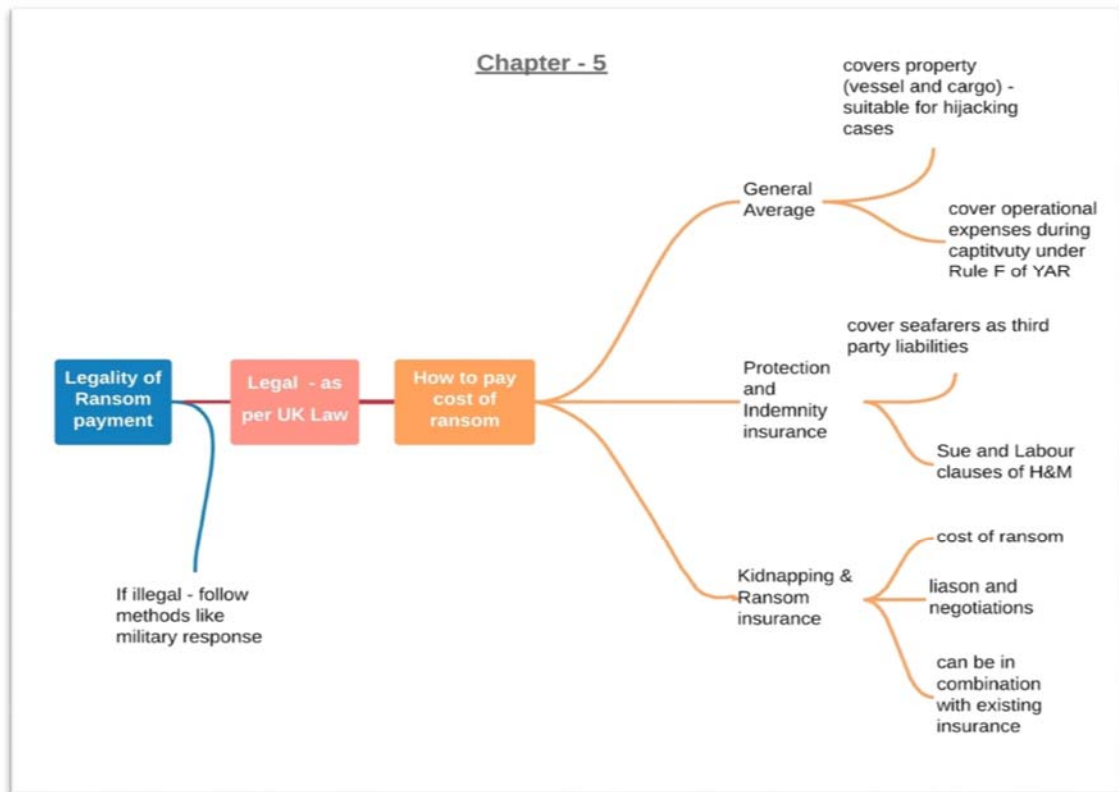 Chapter - 5
Legality of
Ransom
payment
Legal - as
per UK Law
How to pay
cost of
ransom
If illegal - follow
methods like
military response
General
Average
covers property
(vessel and cargo) -
suitable for hijacking
cases
cover operational
expenses during
captitvuty under
Rule F of YAR
Protection
and
Indemnity
insurance
cover seafarers as third
party liabilities
Sue and Labour
clauses of H&M
Kidnapping &
Ransom
insurance
cost of ransom
liason and
negotiations
can be in
combination
with existing
insurance